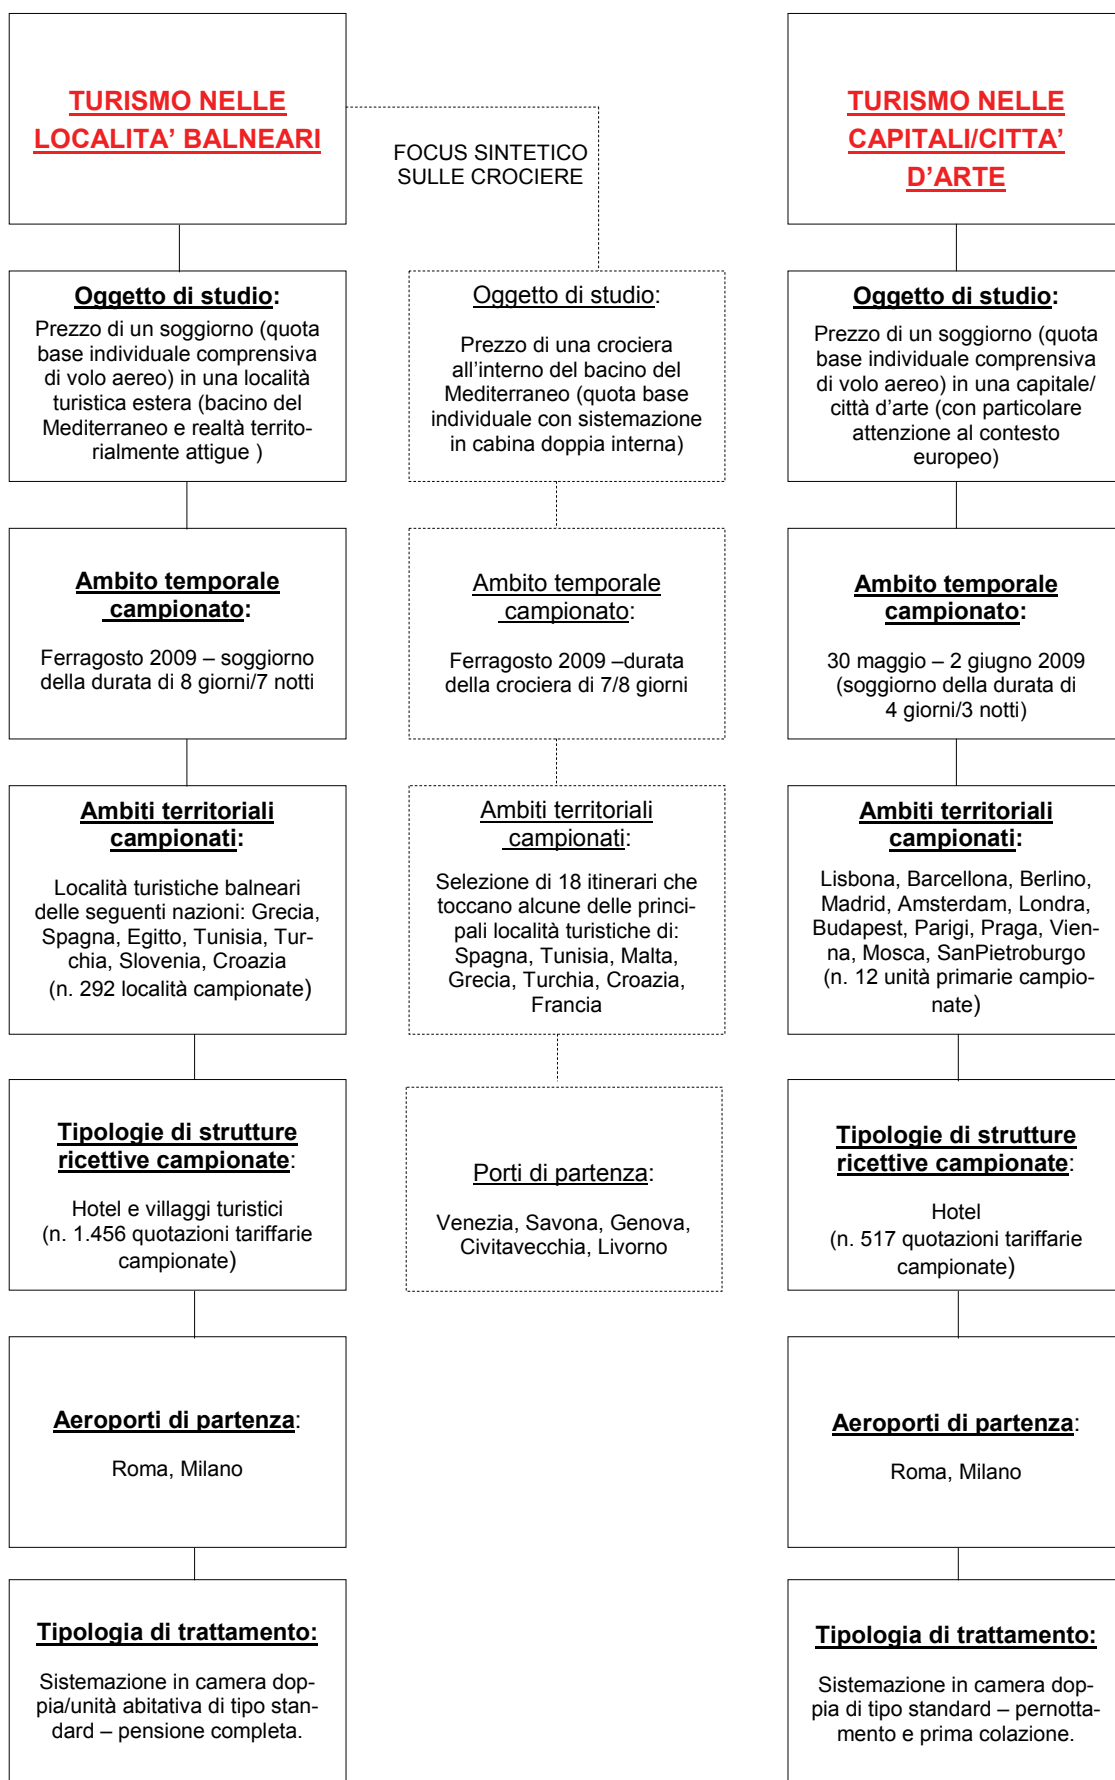 TURISMO NELLE
LOCALITA' BALNEARI
FOCUS SINTETICO
SULLE CROCIERE
TURISMO NELLE
CAPITALI/CITTA'
D'ARTE
Oggetto di studio:
Prezzo di un soggiorno (quota
base individuale comprensiva
di volo aereo) in una località
turistica estera (bacino del
Mediterraneo e realtà territo-
rialmente attigue )
Oggetto di studio:
Prezzo di una crociera
all'interno del bacino del
Mediterraneo (quota base
individuale con sistemazione
in cabina doppia interna)
Oggetto di studio:
Prezzo di un soggiorno (quota
base individuale comprensiva
di volo aereo) in una capitale/
città d'arte (con particolare
attenzione al contesto
europeo)
Ambito temporale
campionato:
Ferragosto 2009 – soggiorno
della durata di 8 giorni/7 notti
Ambito temporale
campionato:
Ferragosto 2009 –durata
della crociera di 7/8 giorni
Ambito temporale
campionato:
30 maggio – 2 giugno 2009
(soggiorno della durata di
4 giorni/3 notti)
Ambiti territoriali
campionati:
Località turistiche balneari
delle seguenti nazioni: Grecia,
Spagna, Egitto, Tunisia, Tur-
chia, Slovenia, Croazia
(n. 292 località campionate)
Ambiti territoriali
campionati:
Selezione di 18 itinerari che
toccano alcune delle princi-
pali località turistiche di:
Spagna, Tunisia, Malta,
Grecia, Turchia, Croazia,
Francia
Ambiti territoriali
campionati:
Lisbona, Barcellona, Berlino,
Madrid, Amsterdam, Londra,
Budapest, Parigi, Praga, Vien-
na, Mosca, SanPietroburgo
(n. 12 unità primarie campio-
nate)
Tipologie di strutture
ricettive campionate:
Hotel e villaggi turistici
(n. 1.456 quotazioni tariffarie
campionate)
Porti di partenza:
Venezia, Savona, Genova,
Civitavecchia, Livorno
Tipologie di strutture
ricettive campionate:
Hotel
(n. 517 quotazioni tariffarie
campionate)
Aeroporti di partenza:
Roma, Milano
Aeroporti di partenza:
Roma, Milano
Tipologia di trattamento:
Sistemazione in camera dop-
pia/unità abitativa di tipo stan-
dard – pensione completa.
Tipologia di trattamento:
Sistemazione in camera dop-
pia di tipo standard – pernotta-
mento e prima colazione.